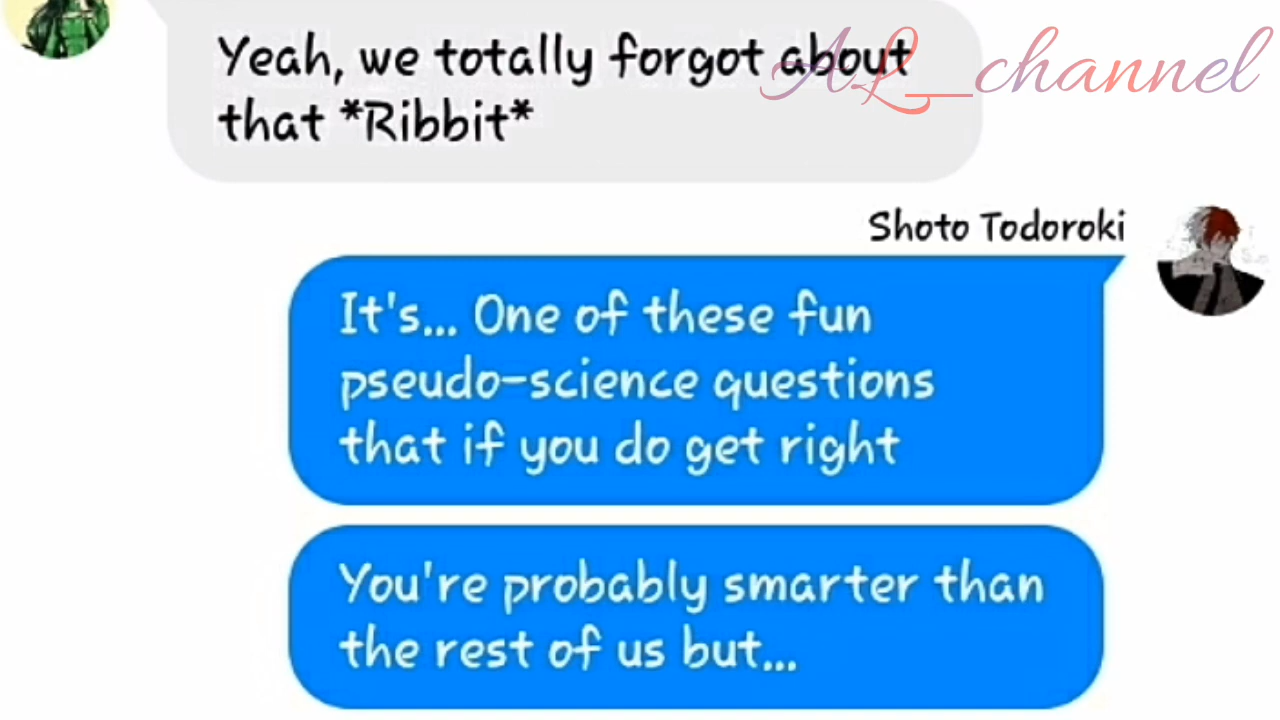 Yeah, we totally forgot about
that *Ribbit*
AL_channel
Shoto Todoroki
It's... One of these fun
pseudo-science questions
that if you do get right
You're probably smarter than
the rest of us but...